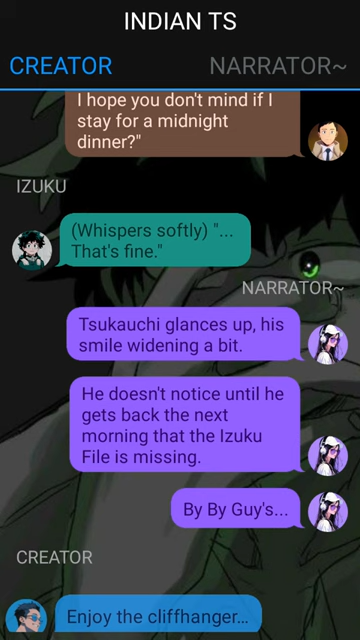 INDIAN TS
CREATOR
NARRATOR~
I hope you don't mind if I
stay for a midnight
dinner?"
IZUKU
(Whispers softly) "...
That's fine."
NARRATOR~
Tsukauchi glances up, his
smile widening a bit.
He doesn't notice until he
gets back the next
morning that the Izuku
File is missing.
By By Guy's...
CREATOR
Enjoy the cliffhanger...